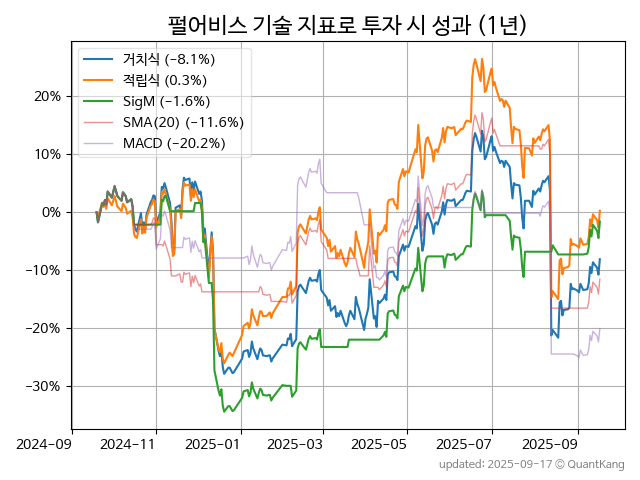 펄어비스 기술 지표로 투자 시 성과 (1년)
거치식 (−8.1%)
적립식 (0.3%)
SigM (−1.6%)
SMA(20) (−11.6%)
MACD (−20.2%)
20%
10%
0%
−10%
−20%
−30%
2024-09 2024-11 2025-01 2025-03 2025-05 2025-07 2025-09
updated: 2025-09-17 © QuantKang